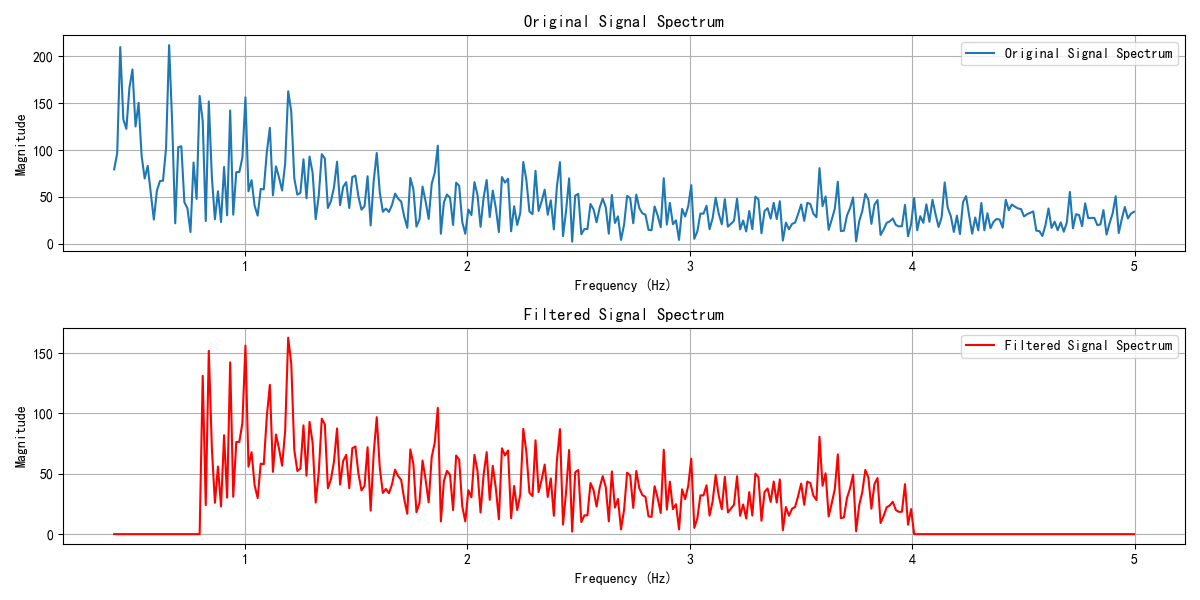 Original Signal Spectrum
Original Signal Spectrum
Magnitude
200
150
100
50
0
1
2
3
4
5
Frequency (Hz)
Filtered Signal Spectrum
Filtered Signal Spectrum
Magnitude
150
100
50
0
1
2
3
4
5
Frequency (Hz)